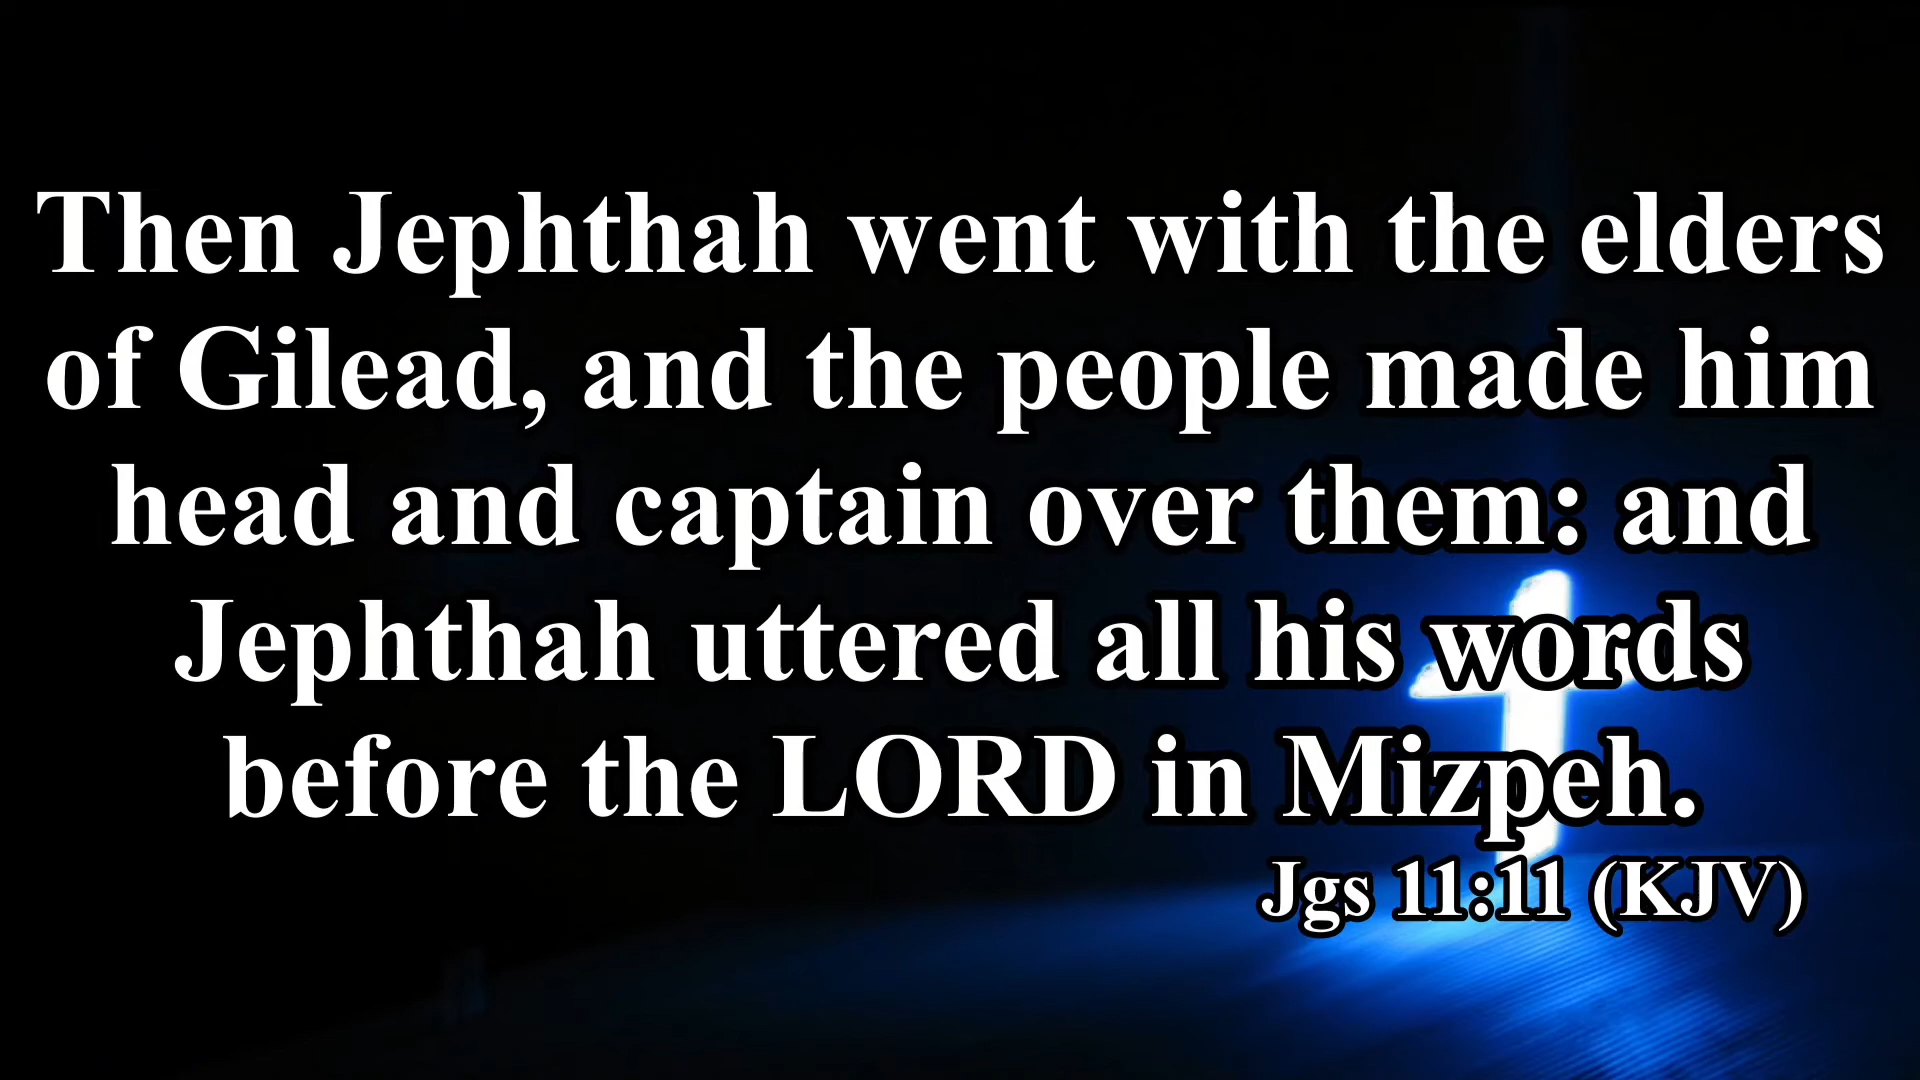 Then Jephthah went with the elders
of Gilead, and the people made him
head and captain over them: and
Jephthah uttered all his words
before the LORD in Mizpeh.
Jgs 11:11 (KJV)